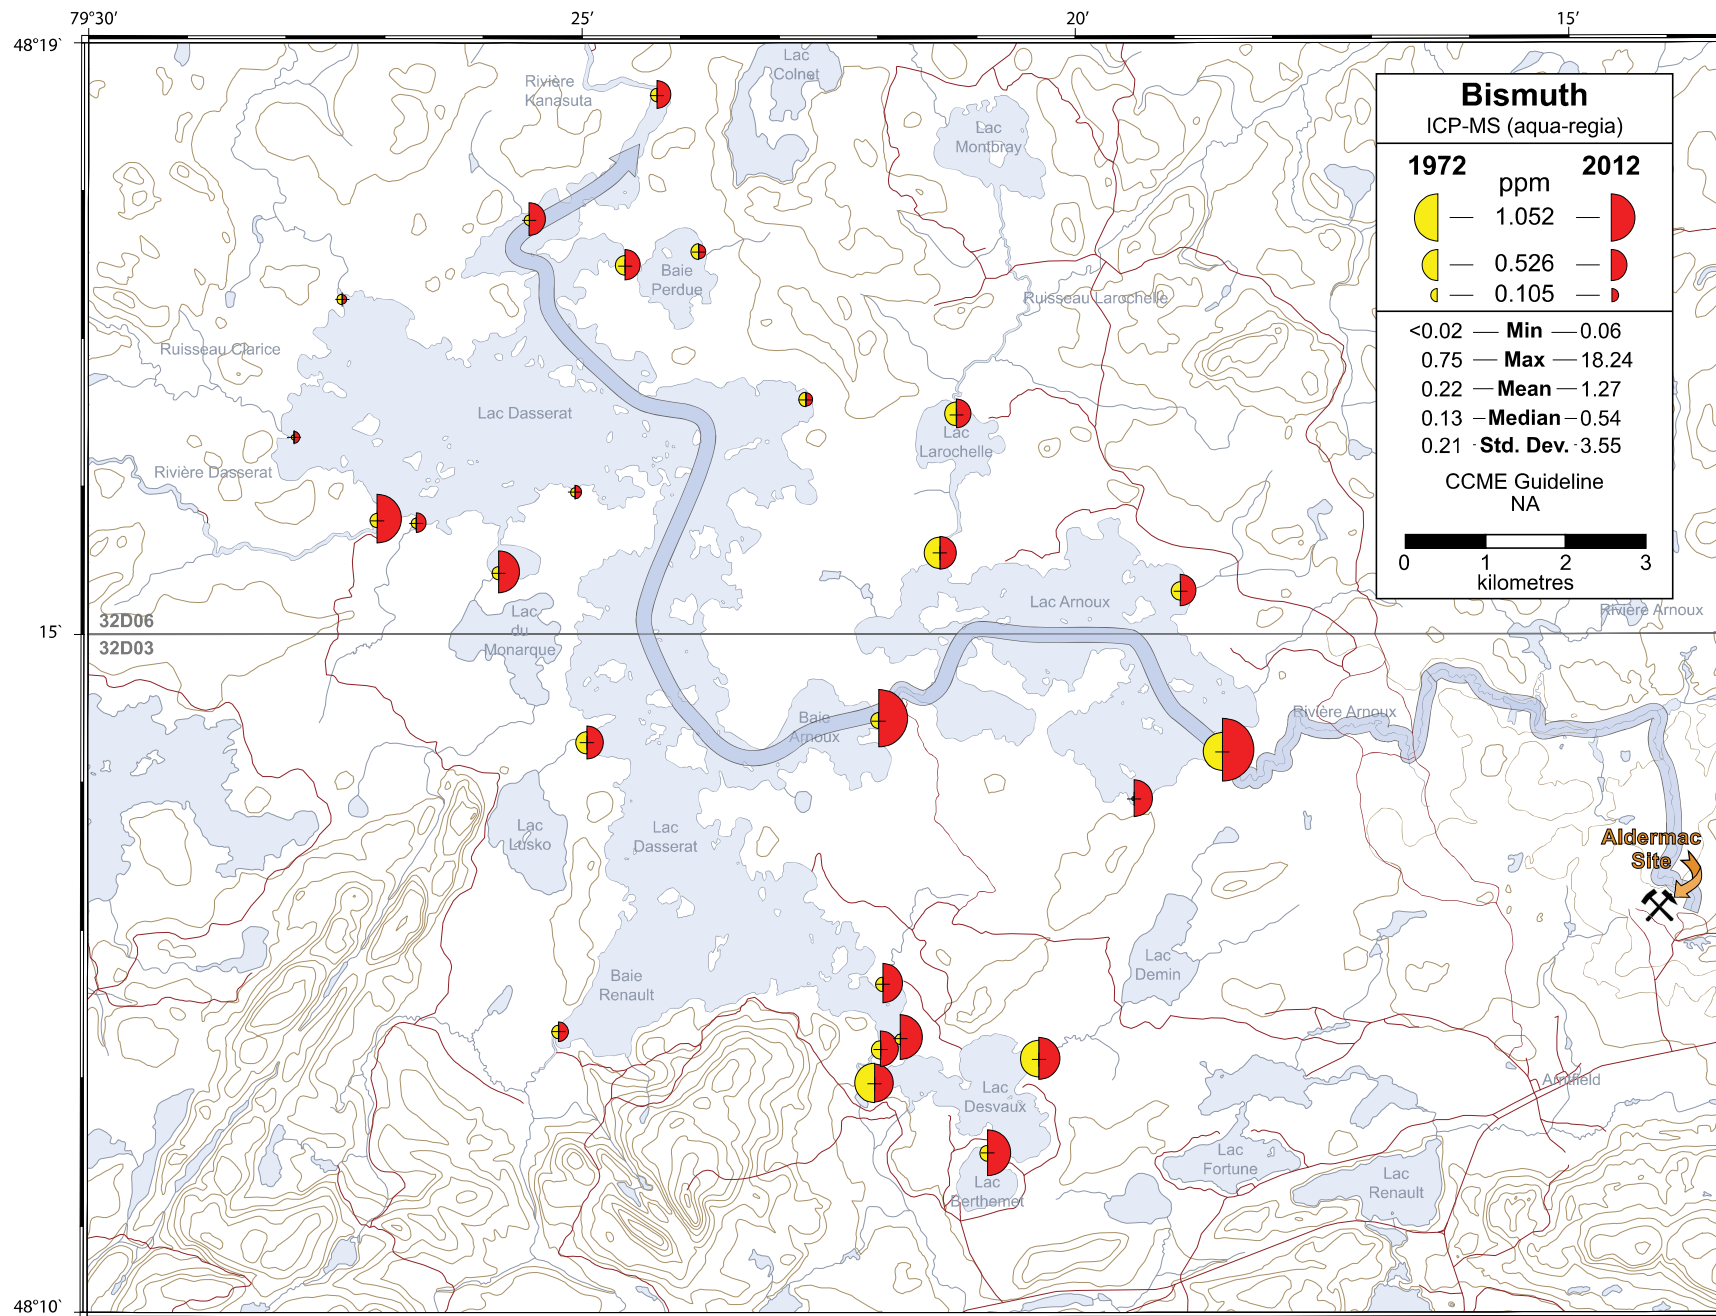 79°30′
25′
20′
15′
48°19`
15`
48°10`
Rivière
Kanasuta
Lac
Colnet
Lac
Montbray
Baie
Perdue
Ruisseau Larochelle
Ruisseau Clarice
Lac Dasserat
Lac
Larochelle
Rivière Dasserat
Lac Arnoux
Rivière Arnoux
32D06
32D03
Lac
du
Monarque
Baie
Arnoux
Rivière Arnoux
Lac
Lusko
Lac
Dasserat
Aldermac
Site
Lac
Demin
Baie
Renault
Lac
Desvaux
Arntfield
Lac
Fortune
Lac
Renault
Lac
Berthemet
Bismuth
ICP-MS (aqua-regia)
1972 ppm 2012
1.052
0.526
0.105
<0.02 — Min — 0.06
0.75 — Max — 18.24
0.22 — Mean — 1.27
0.13 – Median – 0.54
0.21 - Std. Dev. - 3.55
CCME Guideline
NA
0 1 2 3
kilometres